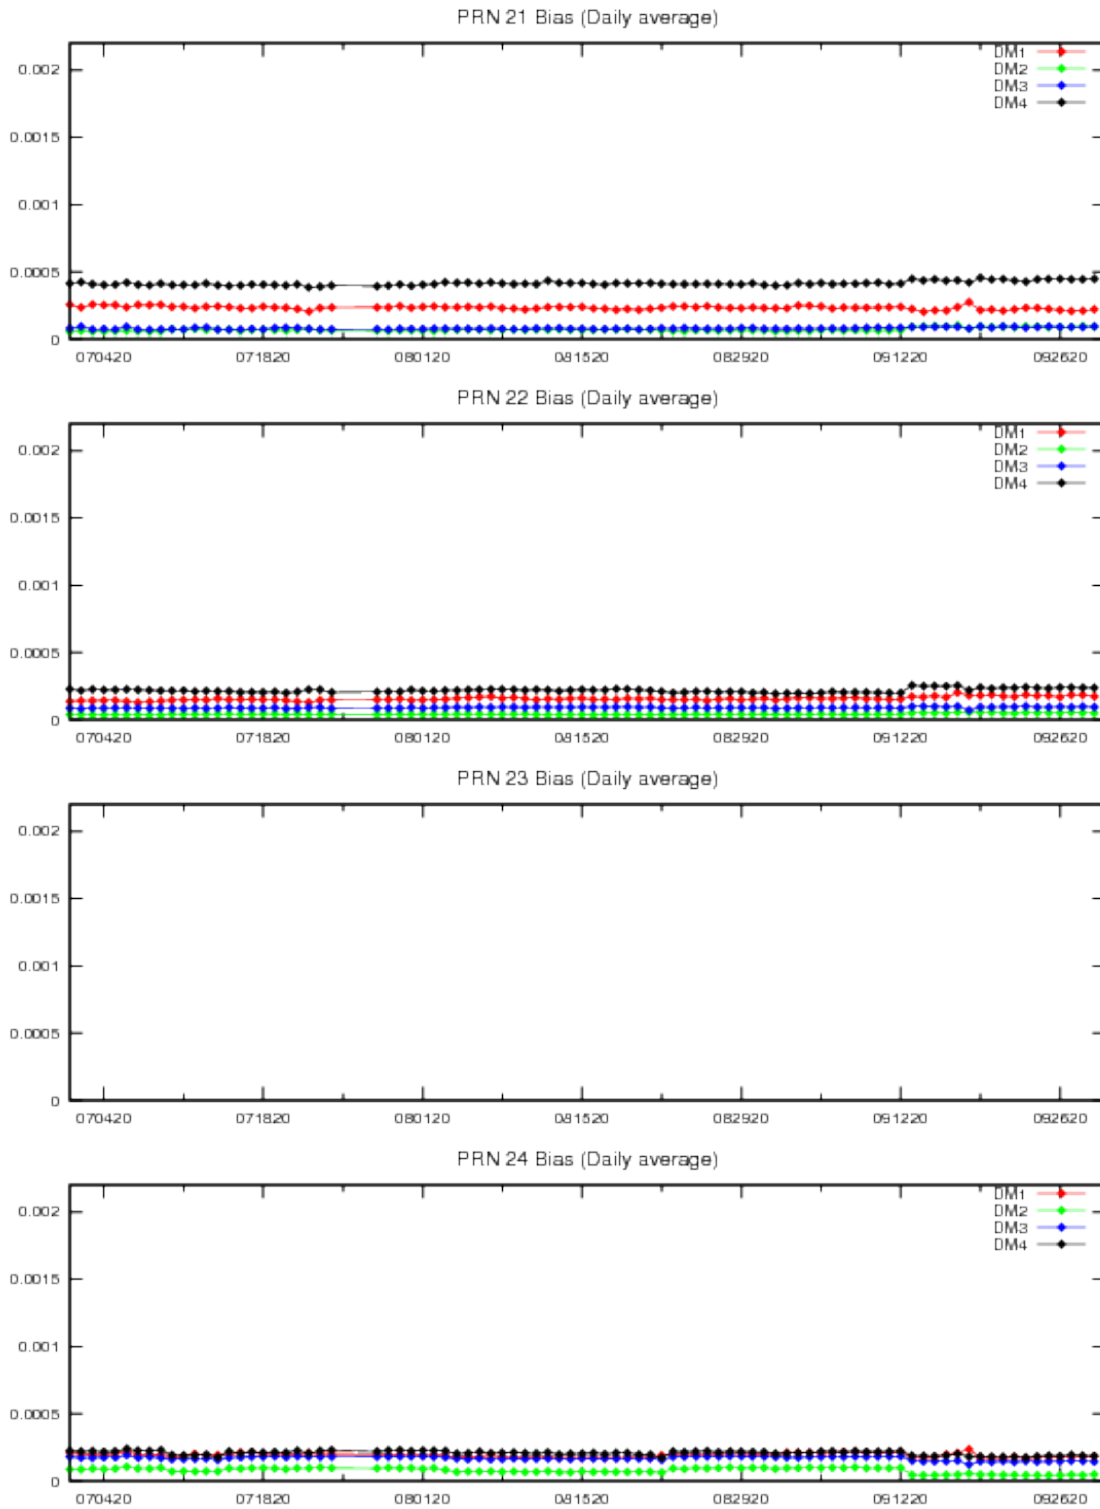 PRN 21 Bias (Daily average)
DM1
DM2
DM3
DM4
0.002
0.0015
0.001
0.0005
0
070420 071820 080120 081520 082920 091220 092620
PRN 22 Bias (Daily average)
DM1
DM2
DM3
DM4
0.002
0.0015
0.001
0.0005
0
070420 071820 080120 081520 082920 091220 092620
PRN 23 Bias (Daily average)
0.002
0.0015
0.001
0.0005
0
070420 071820 080120 081520 082920 091220 092620
PRN 24 Bias (Daily average)
DM1
DM2
DM3
DM4
0.002
0.0015
0.001
0.0005
0
070420 071820 080120 081520 082920 091220 092620